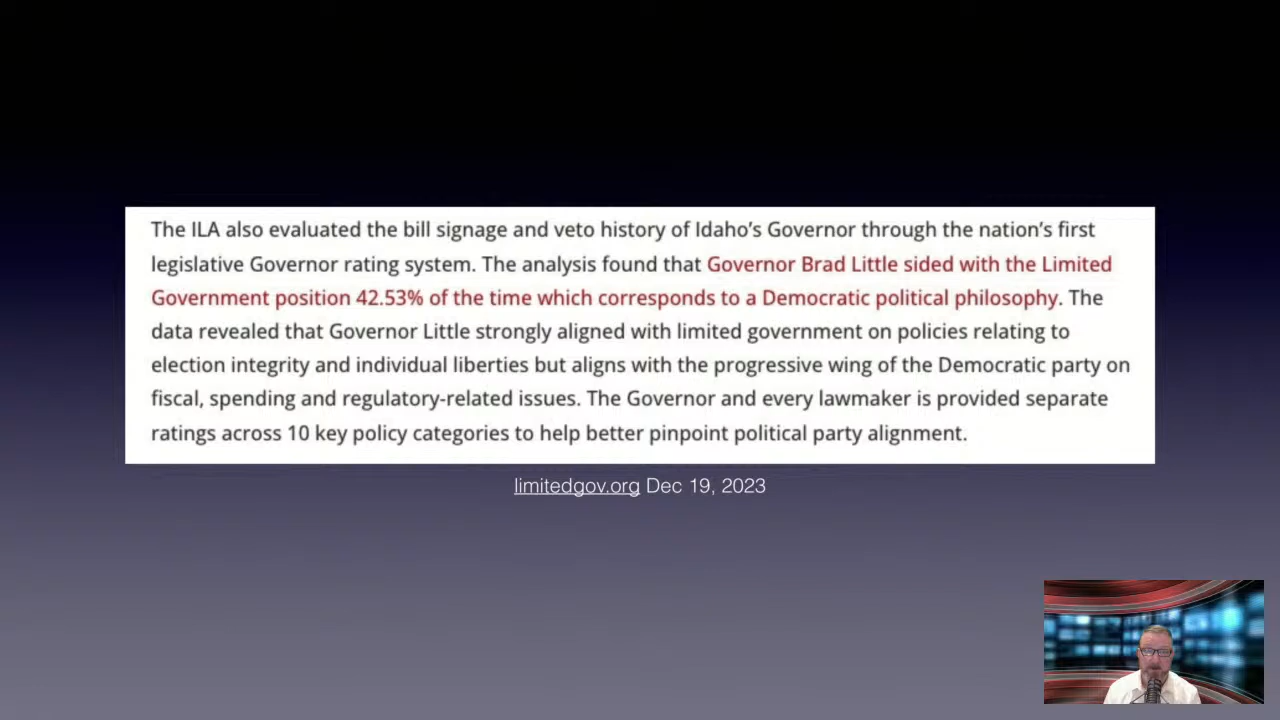 The ILA also evaluated the bill signage and veto history of Idaho's Governor through the nation's first
legislative Governor rating system. The analysis found that Governor Brad Little sided with the Limited
Government position 42.53% of the time which corresponds to a Democratic political philosophy. The
data revealed that Governor Little strongly aligned with limited government on policies relating to
election integrity and individual liberties but aligns with the progressive wing of the Democratic party on
fiscal, spending and regulatory-related issues. The Governor and every lawmaker is provided separate
ratings across 10 key policy categories to help better pinpoint political party alignment.
limitedgov.org Dec 19, 2023